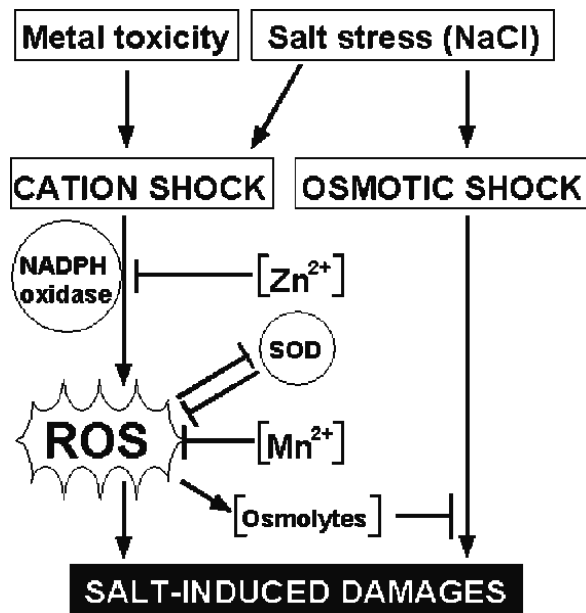 Metal toxicity
Salt stress (NaCl)
CATION SHOCK
OSMOTIC SHOCK
NADPH
oxidase
[Zn²⁺]
SOD
ROS
[Mn²⁺]
[Osmolytes]
SALT-INDUCED DAMAGES